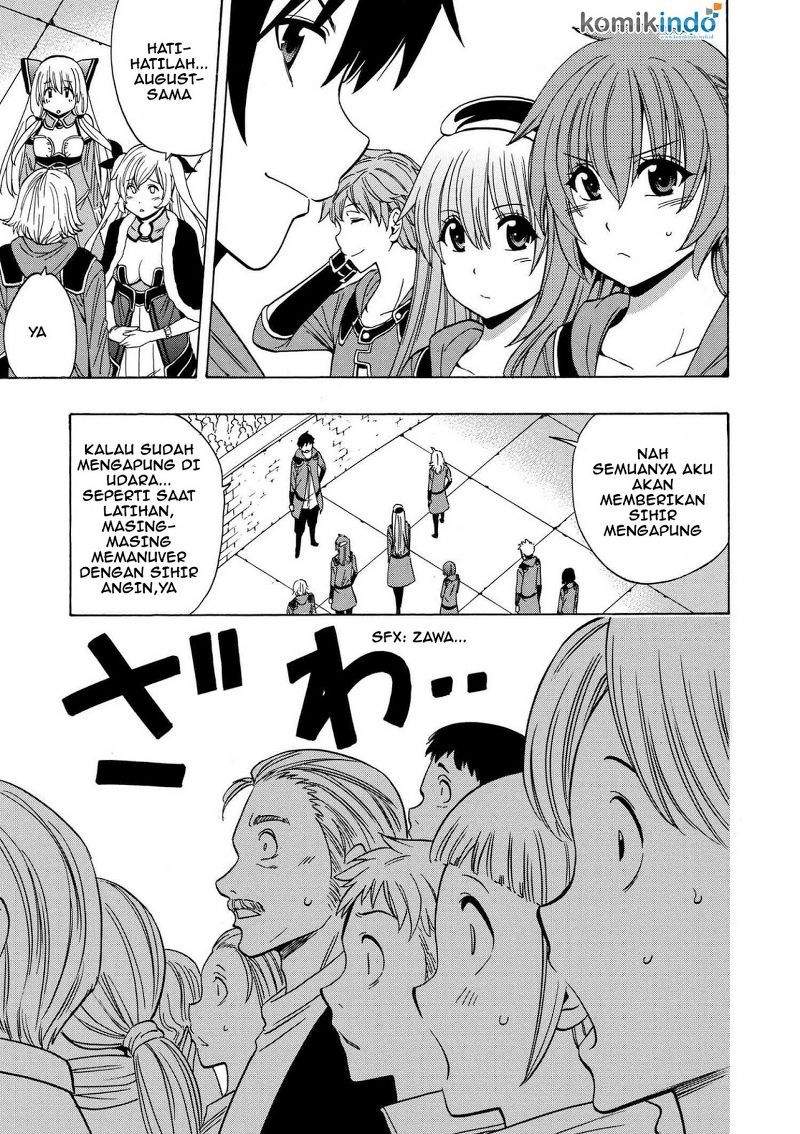 komikindo
HATI-
HATILAH...
AUGUST-
SAMA
YA
NAH
SEMUANYA AKU
AKAN
MEMBERIKAN
SIHIR
MENGAPUNG
KALAU SUDAH
MENGAPUNG DI
UDARA...
SEPERTI SAAT
LATIHAN,
MASING-
MASING
MEMANUVER
DENGAN SIHIR
ANGIN,YA
SFX: ZAWA...
ざわ・・